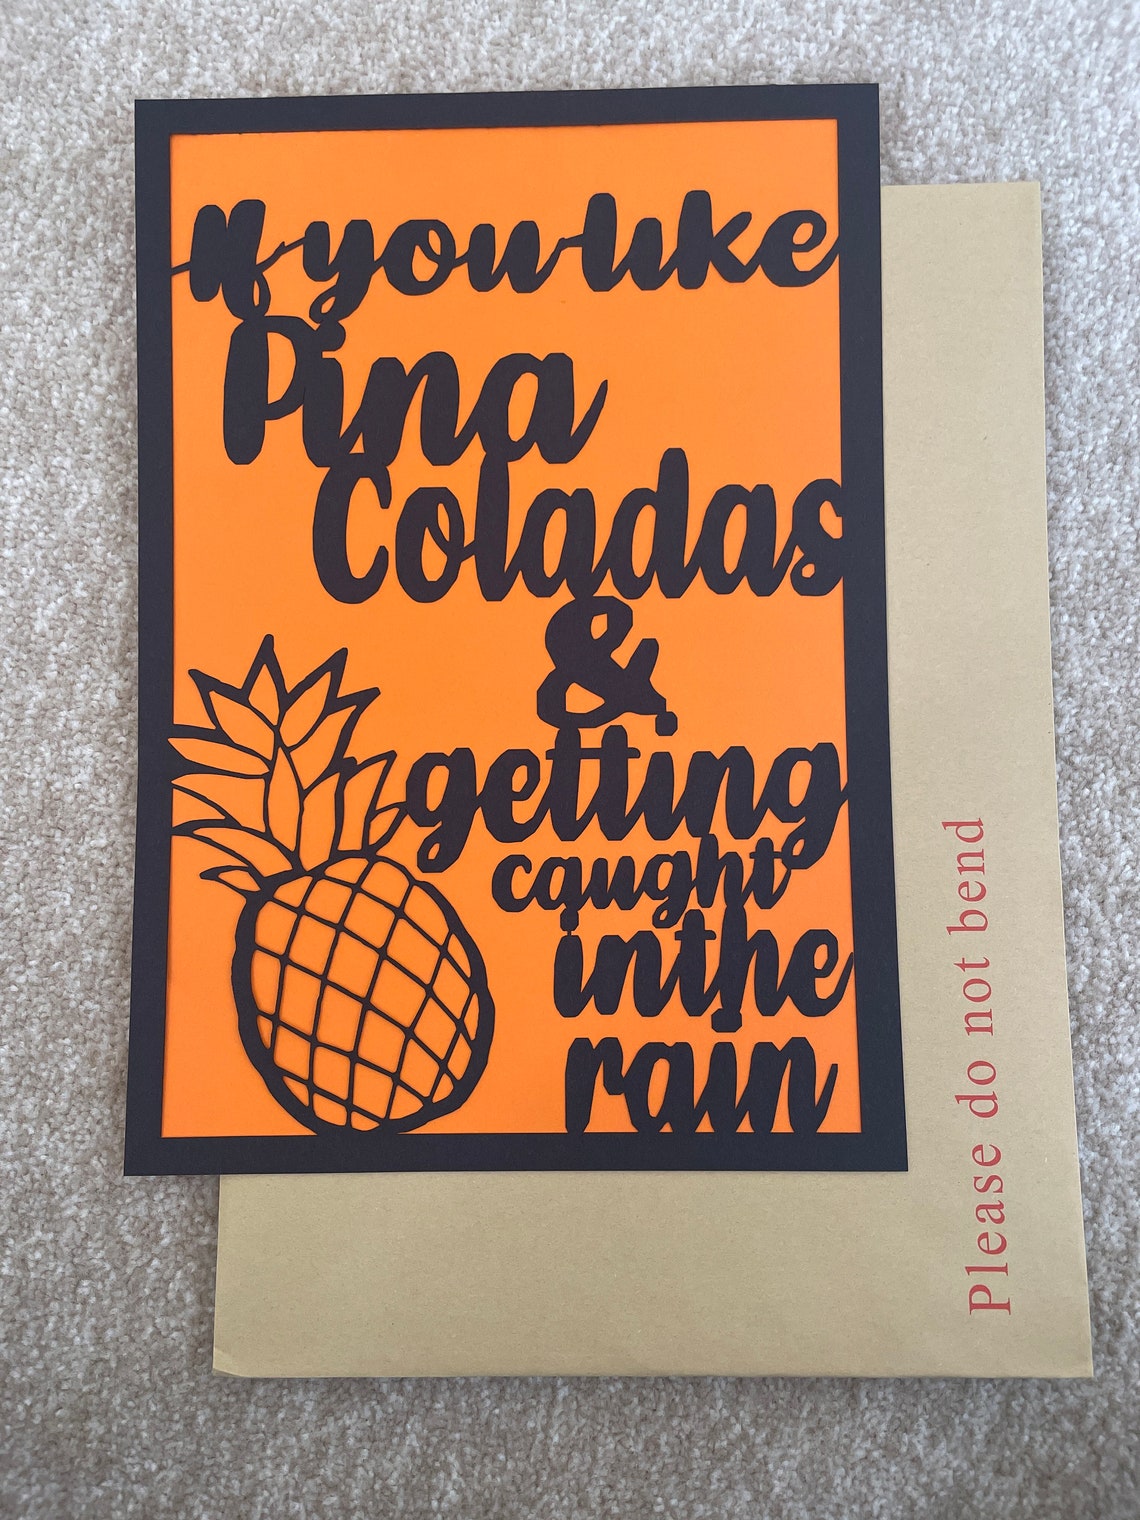 If you like
Pina
Coladas
&
getting
caught
in the
rain
Please do not bend